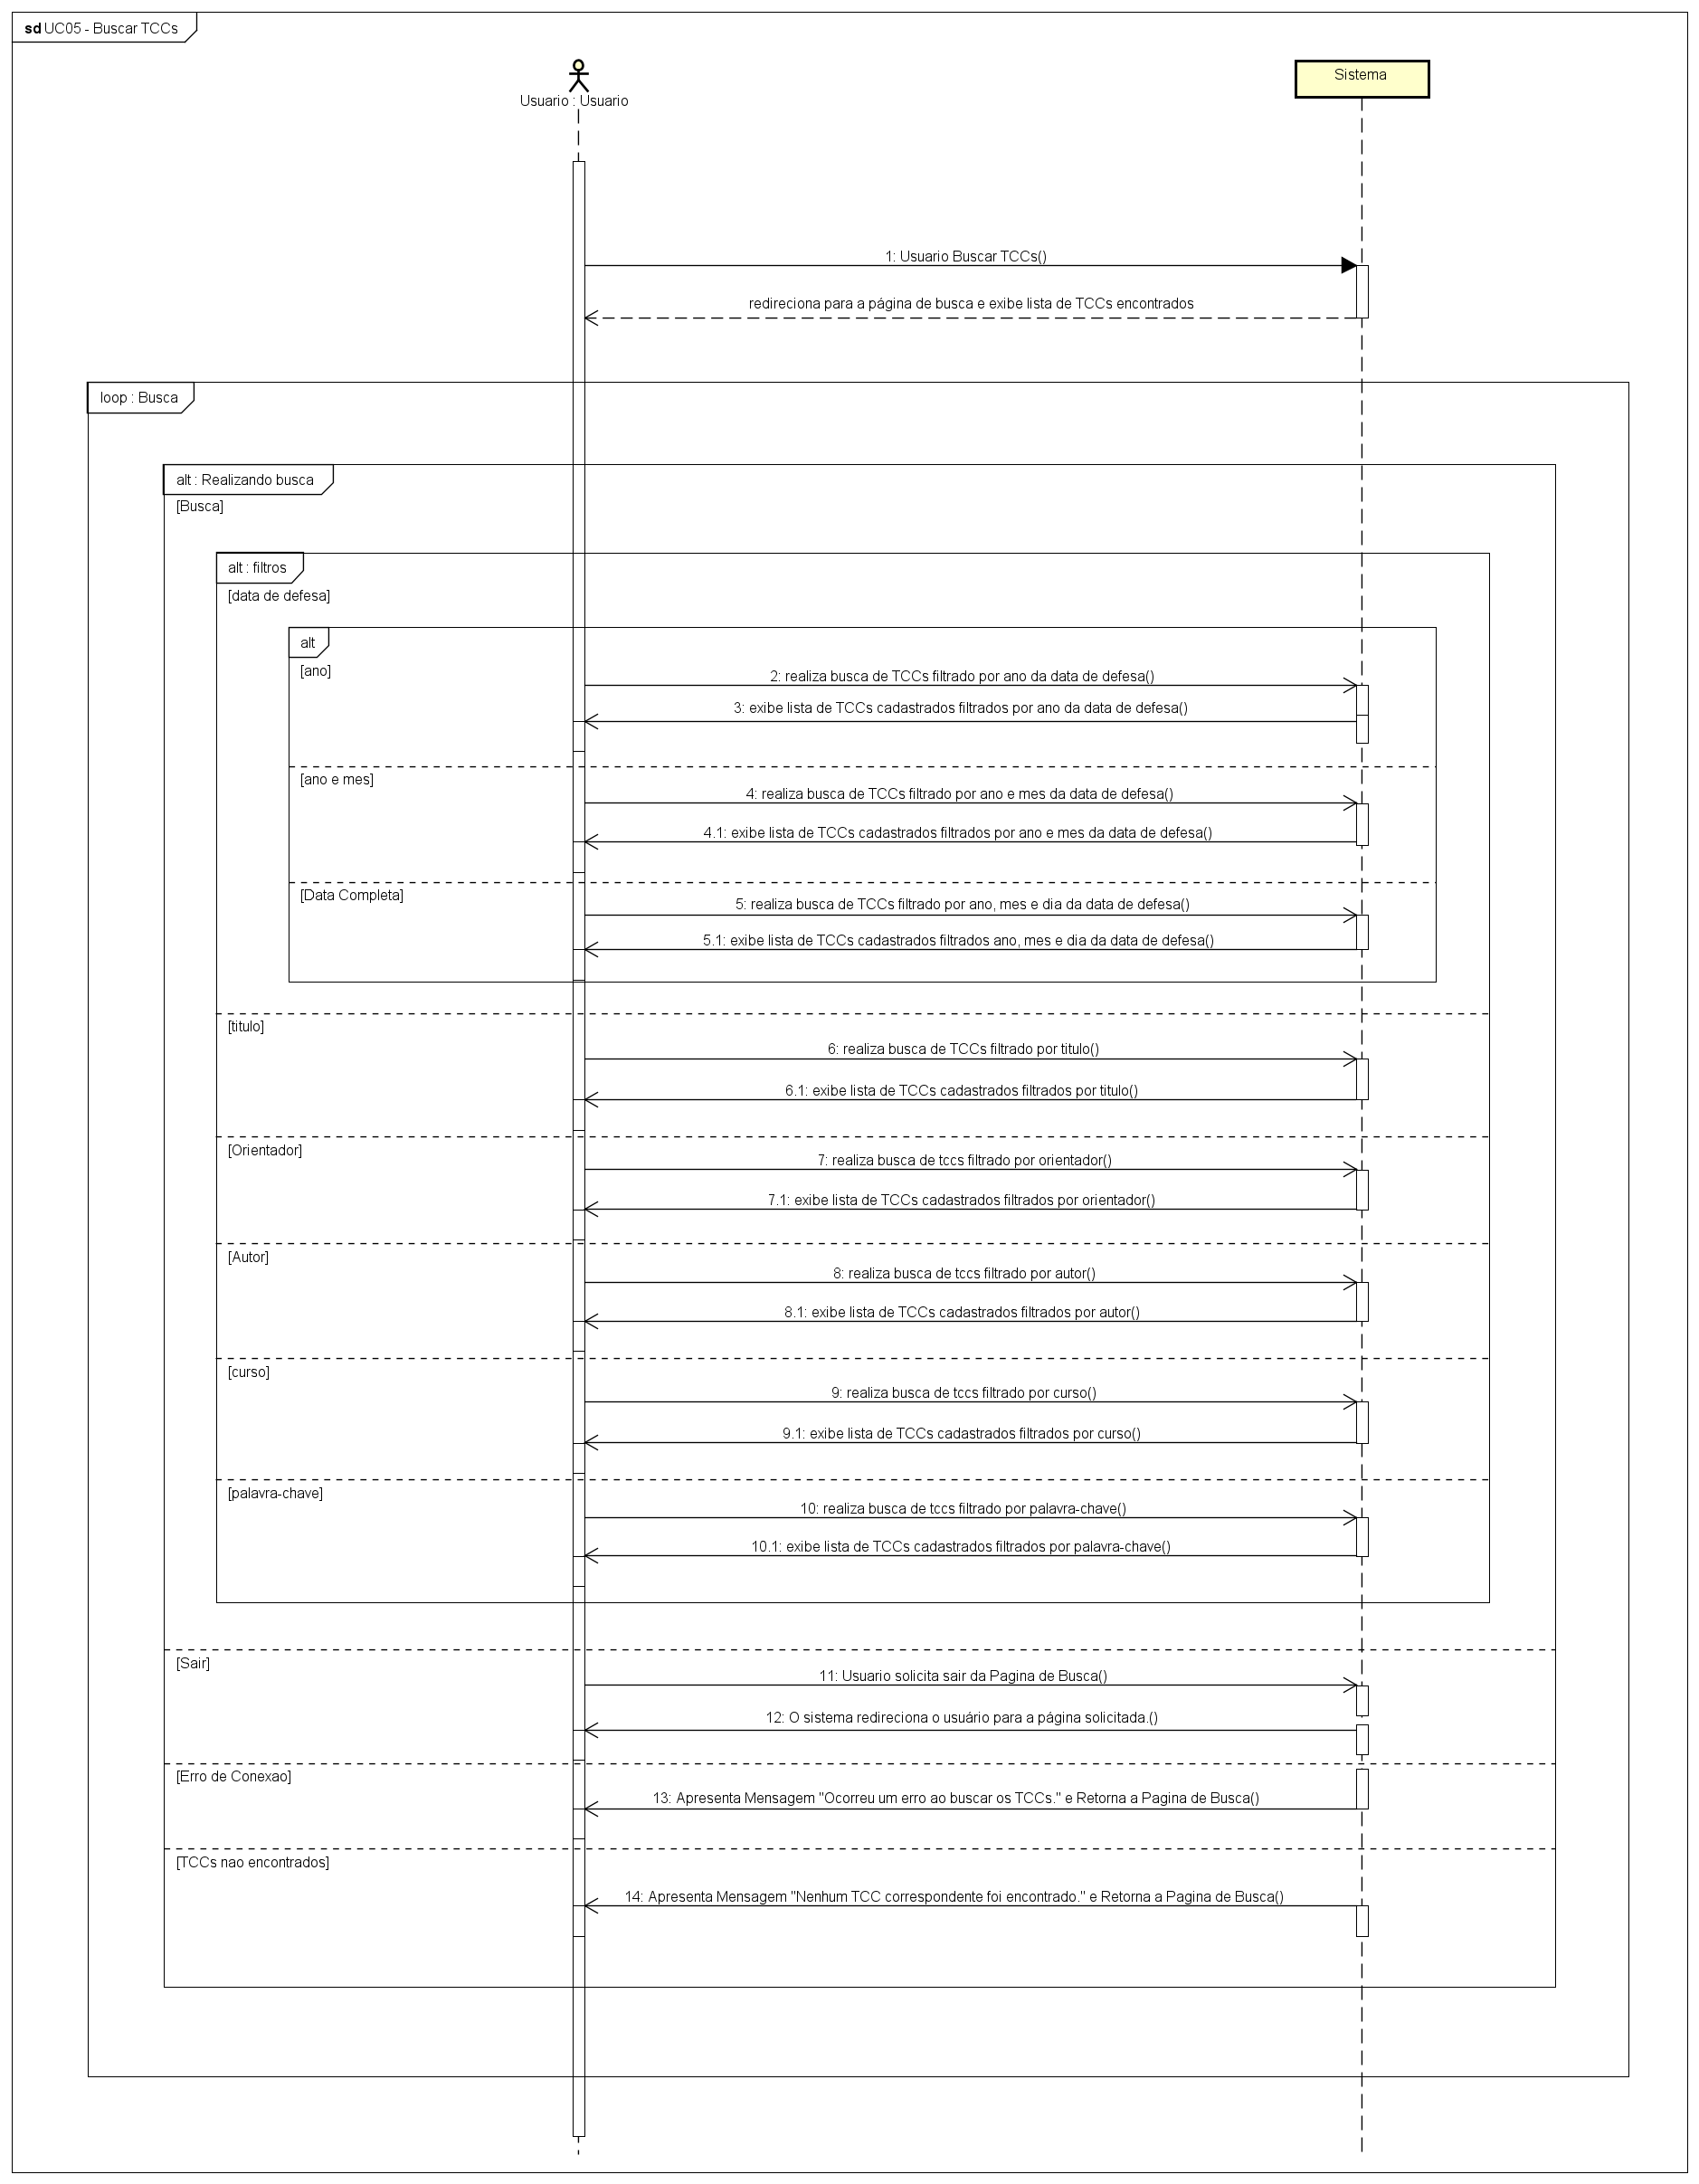 sd UC05 - Buscar TCCs
Usuario : Usuario
Sistema
1: Usuario Buscar TCCs()
redireciona para a página de busca e exibe lista de TCCs encontrados
loop : Busca
alt : Realizando busca
[Busca]
alt : filtros
[data de defesa]
alt
[ano]
2: realiza busca de TCCs filtrado por ano da data de defesa()
3: exibe lista de TCCs cadastrados filtrados por ano da data de defesa()
[ano e mes]
4: realiza busca de TCCs filtrado por ano e mes da data de defesa()
4.1: exibe lista de TCCs cadastrados filtrados por ano e mes da data de defesa()
[Data Completa]
5: realiza busca de TCCs filtrado por ano, mes e dia da data de defesa()
5.1: exibe lista de TCCs cadastrados filtrados ano, mes e dia da data de defesa()
[titulo]
6: realiza busca de TCCs filtrado por titulo()
6.1: exibe lista de TCCs cadastrados filtrados por titulo()
[Orientador]
7: realiza busca de tccs filtrado por orientador()
7.1: exibe lista de TCCs cadastrados filtrados por orientador()
[Autor]
8: realiza busca de tccs filtrado por autor()
8.1: exibe lista de TCCs cadastrados filtrados por autor()
[curso]
9: realiza busca de tccs filtrado por curso()
9.1: exibe lista de TCCs cadastrados filtrados por curso()
[palavra-chave]
10: realiza busca de tccs filtrado por palavra-chave()
10.1: exibe lista de TCCs cadastrados filtrados por palavra-chave()
[Sair]
11: Usuario solicita sair da Pagina de Busca()
12: O sistema redireciona o usuário para a página solicitada.()
[Erro de Conexao]
13: Apresenta Mensagem "Ocorreu um erro ao buscar os TCCs." e Retorna a Pagina de Busca()
[TCCs nao encontrados]
14: Apresenta Mensagem "Nenhum TCC correspondente foi encontrado." e Retorna a Pagina de Busca()